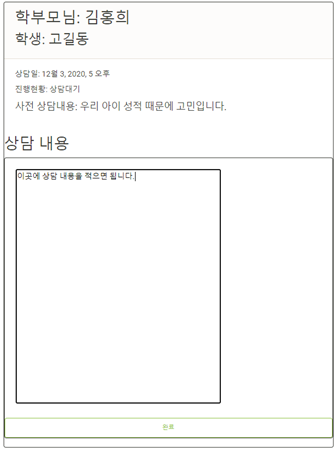 학부모님: 김홍희
학생: 고길동
상담일: 12월 3, 2020, 5 오후
진행현황: 상담대기
사전 상담내용: 우리 아이 성적 때문에 고민입니다.
상담 내용
이곳에 상담 내용을 적으면 됩니다.
완료